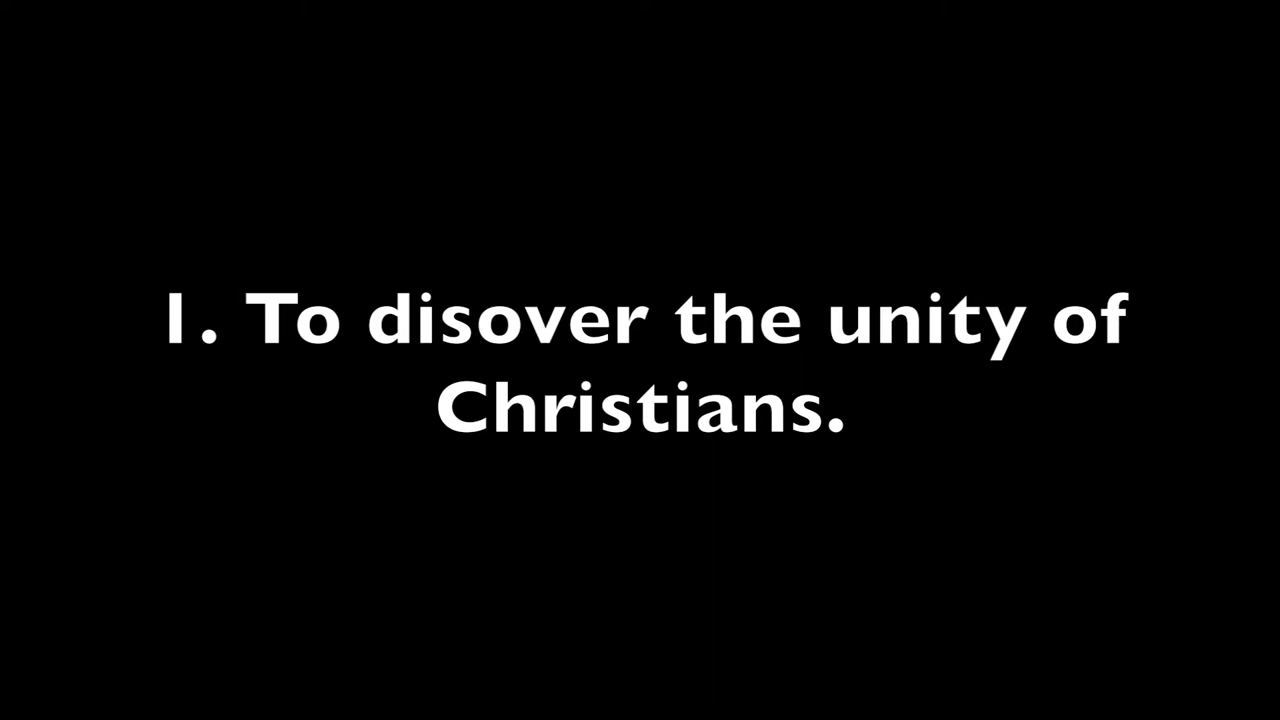 1. To disover the unity of
Christians.